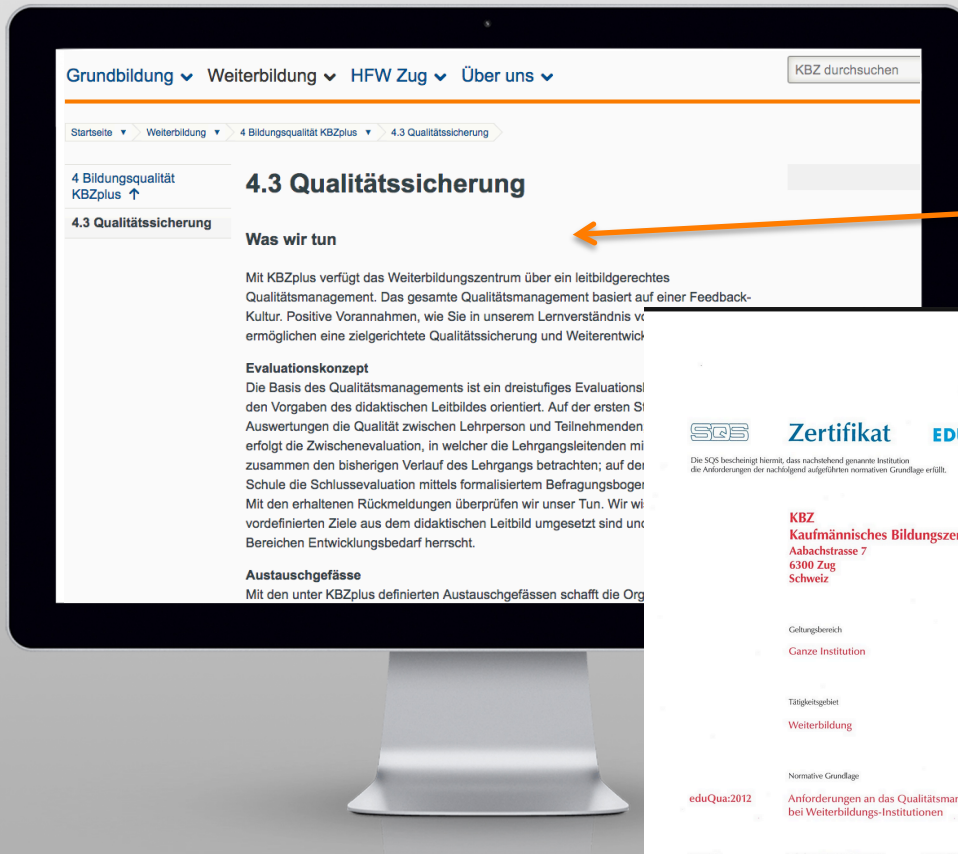 Grundbildung Weiterbildung HFW Zug Über uns
KBZ durchsuchen
Startseite Weiterbildung 4 Bildungsqualität KBZplus 4.3 Qualitätssicherung
4 Bildungsqualität
KBZplus ↑
4.3 Qualitätssicherung
4.3 Qualitätssicherung
Was wir tun
Mit KBZplus verfügt das Weiterbildungszentrum über ein leitbildgerechtes
Qualitätsmanagement. Das gesamte Qualitätsmanagement basiert auf einer Feedback-
Kultur. Positive Vorannahmen, wie Sie in unserem Lernverständnis
ermöglichen eine zielgerichtete Qualitätssicherung und
Evaluationskonzept
Die Basis des Qualitätsmanagements ist ein dreistufiges
den Vorgaben des didaktischen Leitbildes orientiert. Auf der ersten
Auswertungen die Qualität zwischen Lehrperson und Teilnehmenden
erfolgt die Zwischenevaluation, in welcher die Lehrgangsleitenden
zusammen den bisherigen Verlauf des Lehrgangs betrachten; auf
Schule die Schlussevaluation mittels formalisiertem
Mit den erhaltenen Rückmeldungen überprüfen wir unser Tun. Wir
vordefinierten Ziele aus dem didaktischen Leitbild umgesetzt sind
Bereichen Entwicklungsbedarf herrscht.
Austauschgefässe
Mit den unter KBZplus definierten Austauschgefässen schafft die
SQS
Zertifikat
Die SQS bescheinigt hiermit, dass nachstehend genannte Institution
die Anforderungen der nachfolgend aufgeführten normativen Grundlage erfüllt.
KBZ
Kaufmännisches
Aabachstrasse 7
6300 Zug
Schweiz
Geltungsbereich
Ganze Institution
Tätigkeitsgebiet
Weiterbildung
Normative Grundlage
eduQua:2012 Anforderungen an das
bei Weiterbildungs-Institutionen